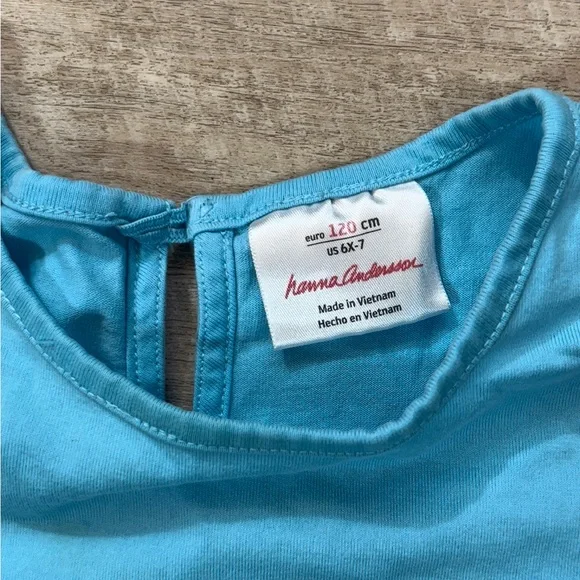 euro 120 cm
US 6X-7
hanna andersson
Made in Vietnam
Hecho en Vietnam